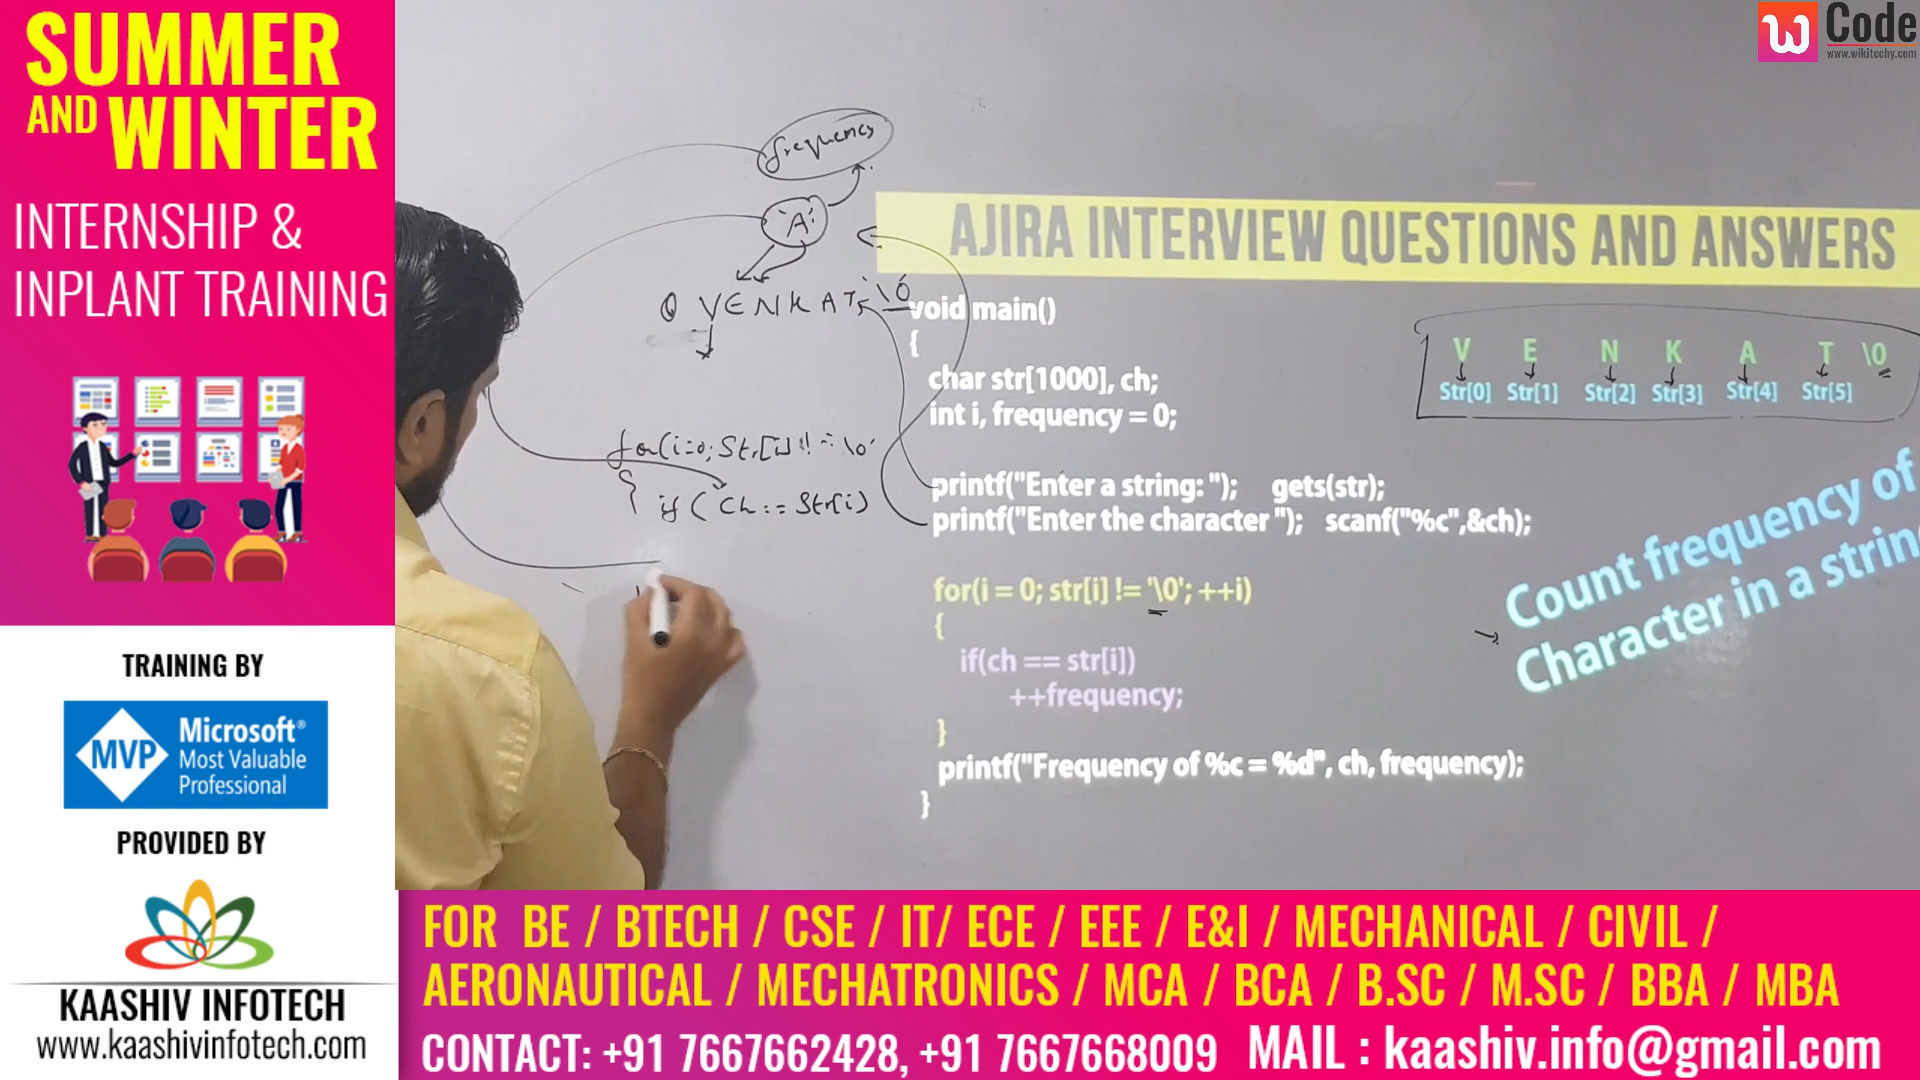 SUMMER
AND WINTER
INTERNSHIP &
INPLANT TRAINING
TRAINING BY
MVP
Microsoft®
Most Valuable
Professional
PROVIDED BY
KAASHIV INFOTECH
www.kaashivinfotech.com
W Code
www.wikitechy.com
frequency
'A'
VENKAT \0
for(i=0; Str[i] != \0'
{
if ( Ch == Str[i)
AJIRA INTERVIEW QUESTIONS AND ANSWERS
void main()
{
char str[1000], ch;
int i, frequency = 0;
printf("Enter a string: "); gets(str);
printf("Enter the character "); scanf("%c",&ch);
for(i = 0; str[i] != '\0'; ++i)
{
if(ch == str[i])
++frequency;
}
printf("Frequency of %c = %d", ch, frequency);
}
V E N K A T \0
Str[0] Str[1] Str[2] Str[3] Str[4] Str[5]
Count frequency of
Character in a string
FOR BE / BTECH / CSE / IT/ ECE / EEE / E&I / MECHANICAL / CIVIL /
AERONAUTICAL / MECHATRONICS / MCA / BCA / B.SC / M.SC / BBA / MBA
CONTACT: +91 7667662428, +91 7667668009 MAIL : kaashiv.info@gmail.com